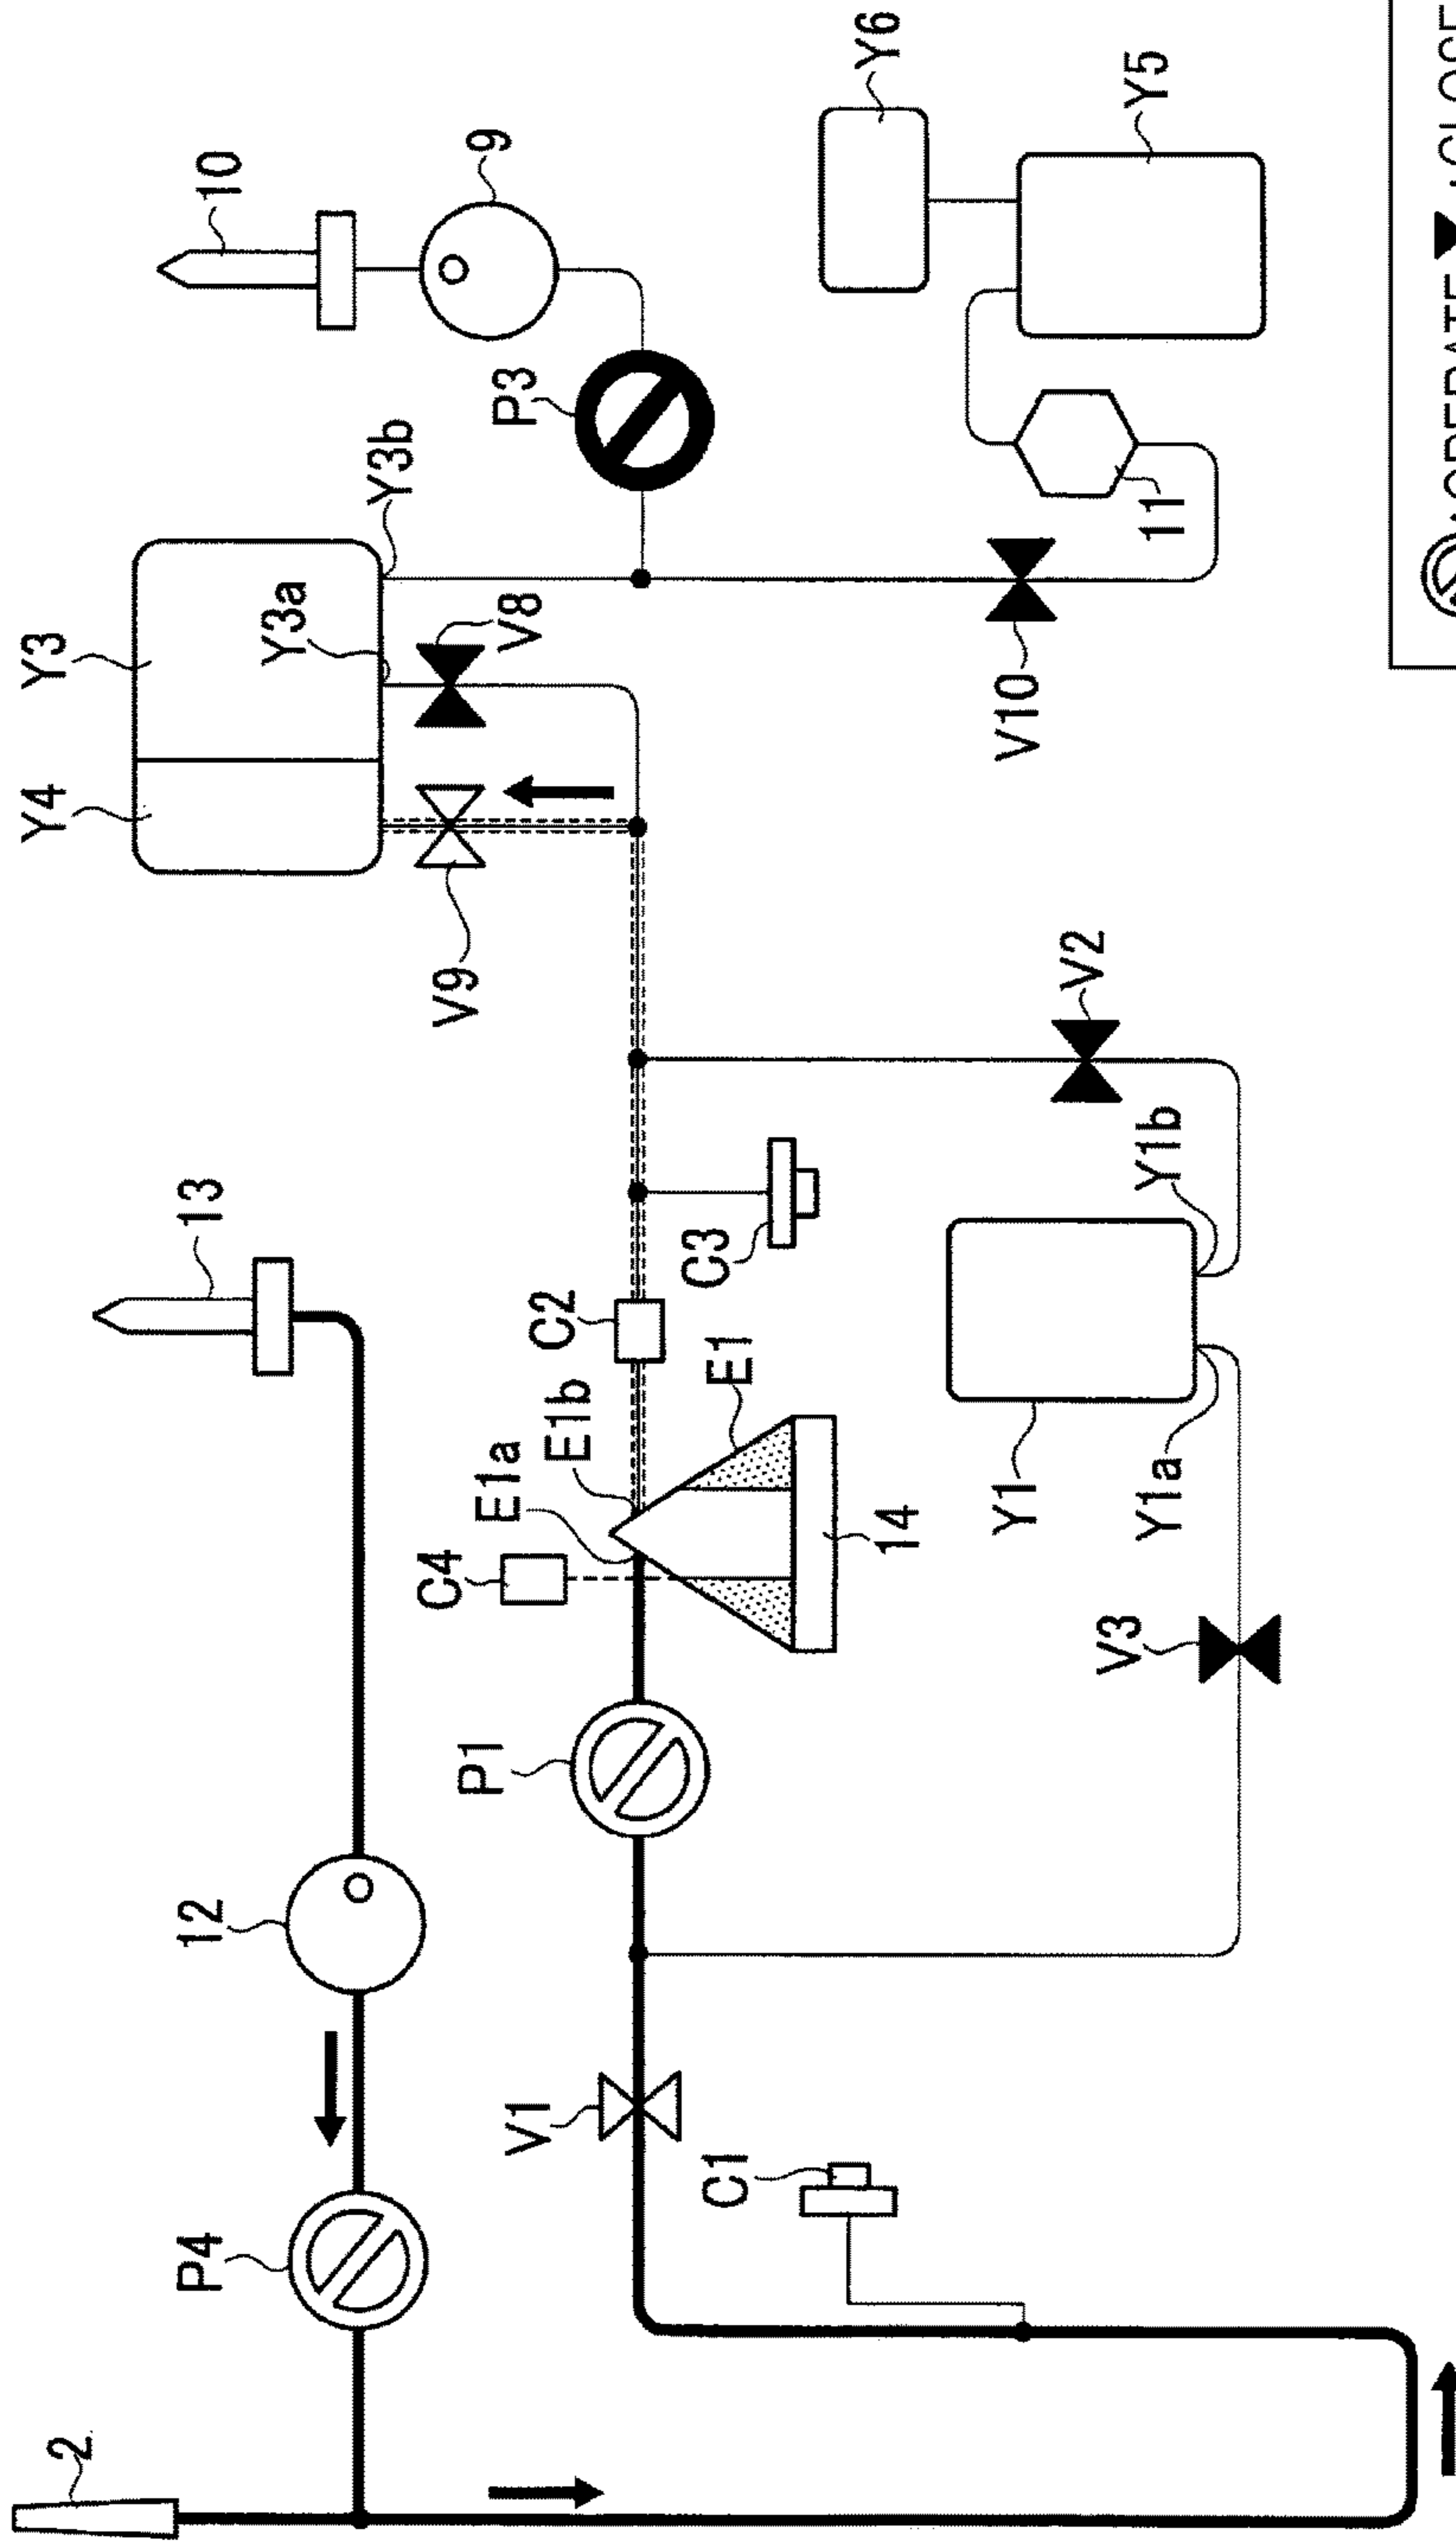 Y4
Y3
2
P4
12
13
10
Y3a
Y3b
C4
V9
P1
9
E1a
P3
V8
V1
C2
E1b
C3
C1
E1
Y6
14
Y1
V10
V2
V3
Y5
Y1a
Y1b
11
:OPERATE :CLOSE